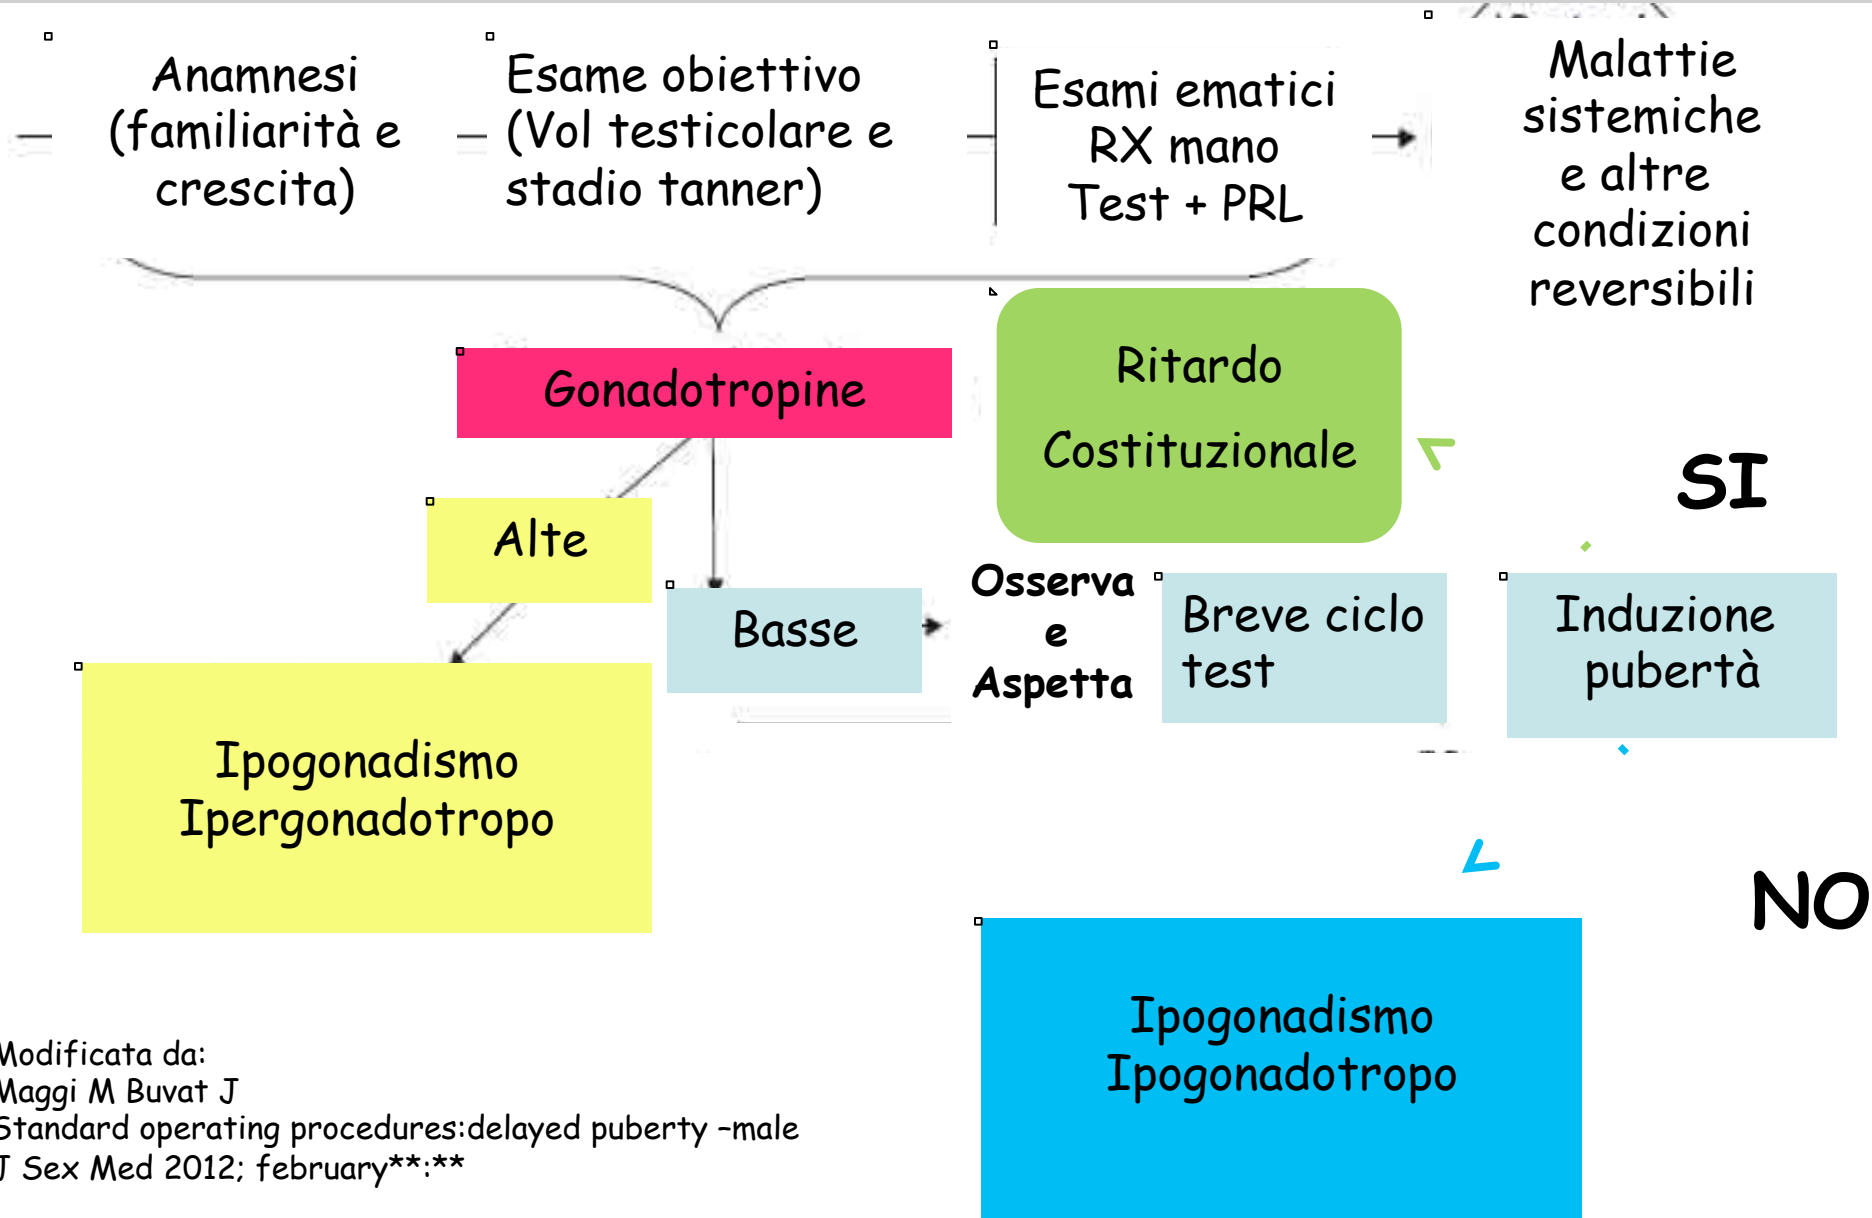 Anamnesi
(familiarità e
crescita)
Esame obiettivo
(Vol testicolare e
stadio tanner)
Esami ematici
RX mano
Test + PRL
Malattie
sistemiche
e altre
condizioni
reversibili
Gonadotropine
Ritardo
Costituzionale
SI
Alte
Basse
Osserva
e
Aspetta
Breve ciclo
test
Induzione
pubertà
Ipogonadismo
Ipergonadotropo
NO
Ipogonadismo
Ipogonadotropo
Modificata da:
Maggi M Buvat J
Standard operating procedures:delayed puberty –male
J Sex Med 2012; february**:**